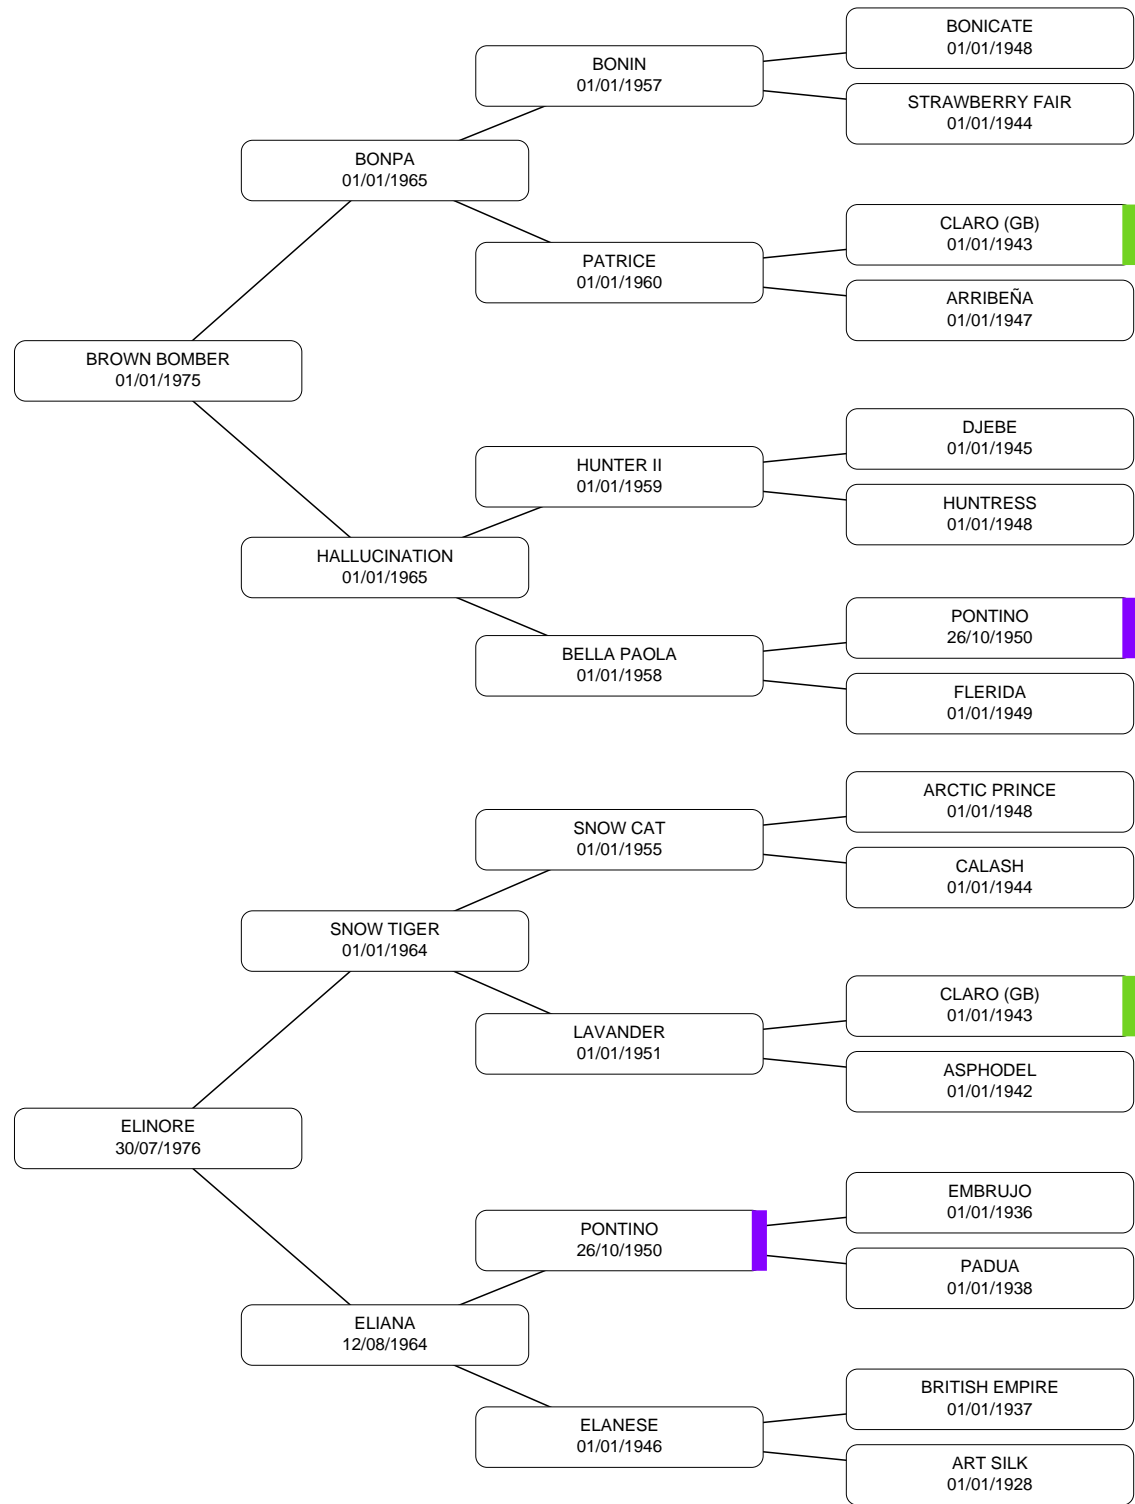 BONICATE
01/01/1948
BONIN
01/01/1957
STRAWBERRY FAIR
01/01/1944
BONPA
01/01/1965
CLARO (GB)
01/01/1943
PATRICE
01/01/1960
ARRIBEÑA
01/01/1947
BROWN BOMBER
01/01/1975
DJEBE
01/01/1945
HUNTER II
01/01/1959
HUNTRESS
01/01/1948
HALLUCINATION
01/01/1965
PONTINO
26/10/1950
BELLA PAOLA
01/01/1958
FLERIDA
01/01/1949
ARCTIC PRINCE
01/01/1948
SNOW CAT
01/01/1955
CALASH
01/01/1944
SNOW TIGER
01/01/1964
CLARO (GB)
01/01/1943
LAVANDER
01/01/1951
ASPHODEL
01/01/1942
ELINORE
30/07/1976
EMBRUJO
01/01/1936
PONTINO
26/10/1950
PADUA
01/01/1938
ELIANA
12/08/1964
BRITISH EMPIRE
01/01/1937
ELANESE
01/01/1946
ART SILK
01/01/1928